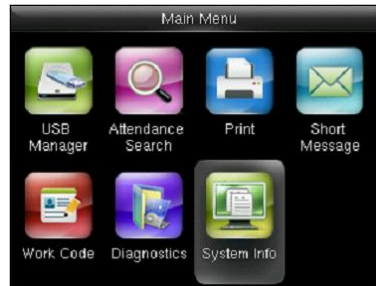 Main Menu
USB
Manager
Attendance
Search
Print
Short
Message
Work Code
Diagnostics
System Info